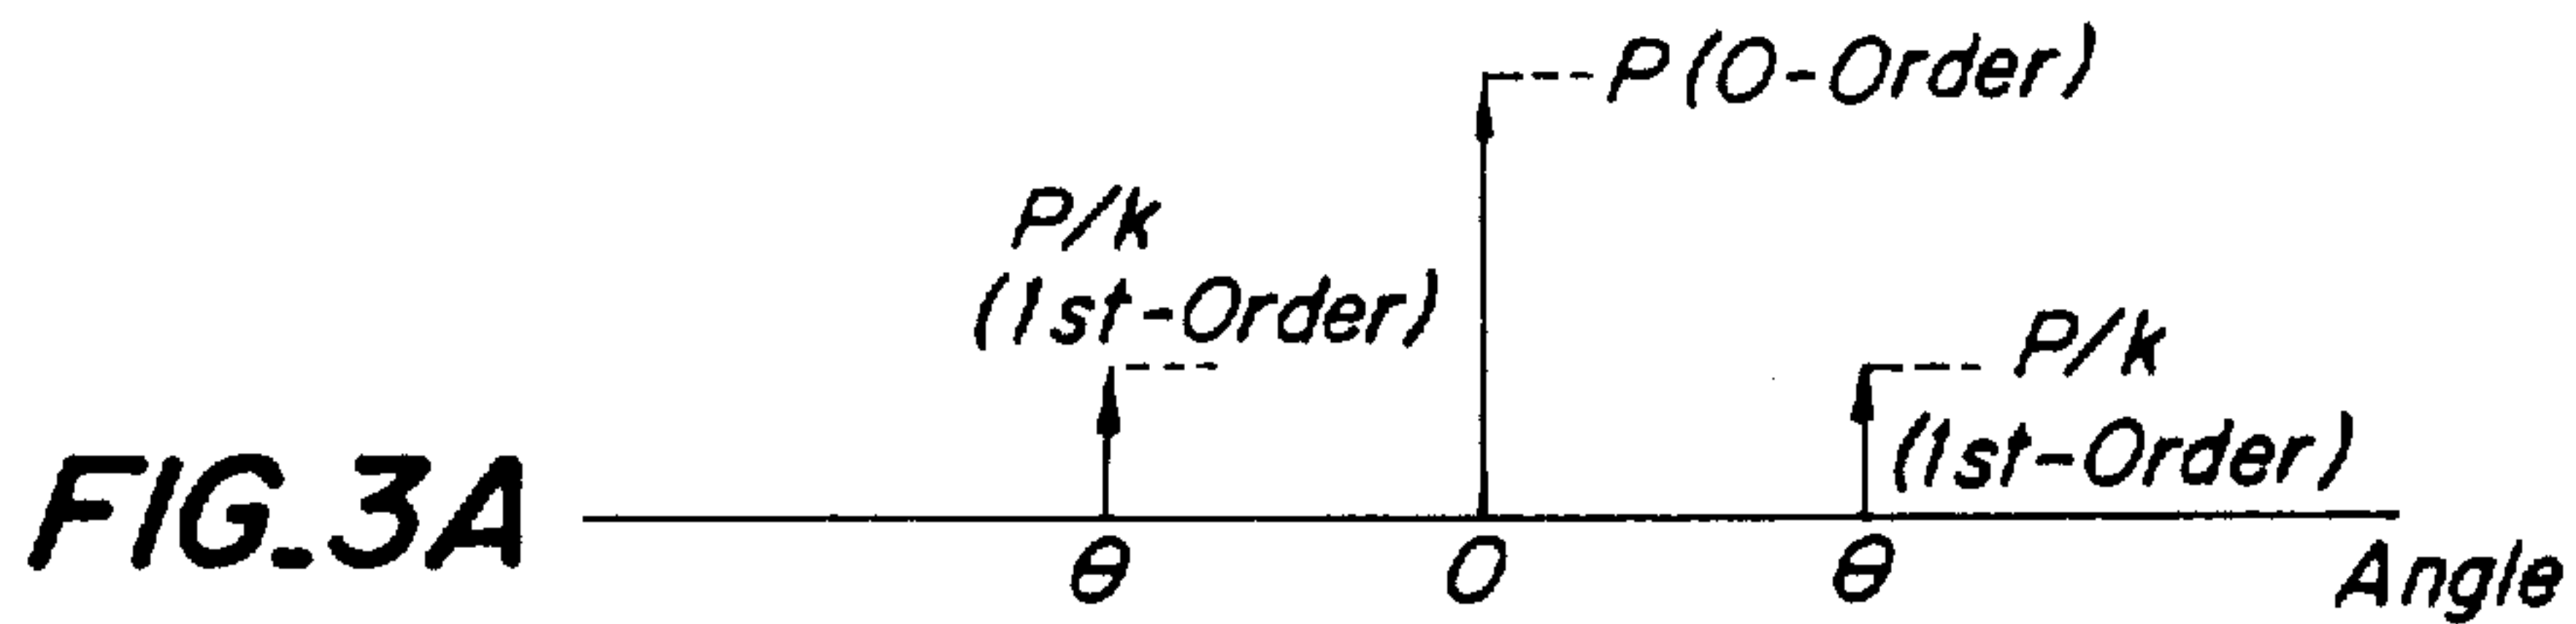 P(0-Order)
P/k
(1st-Order)
P/k
(1st-Order)
FIG.3A
θ 0 θ Angle